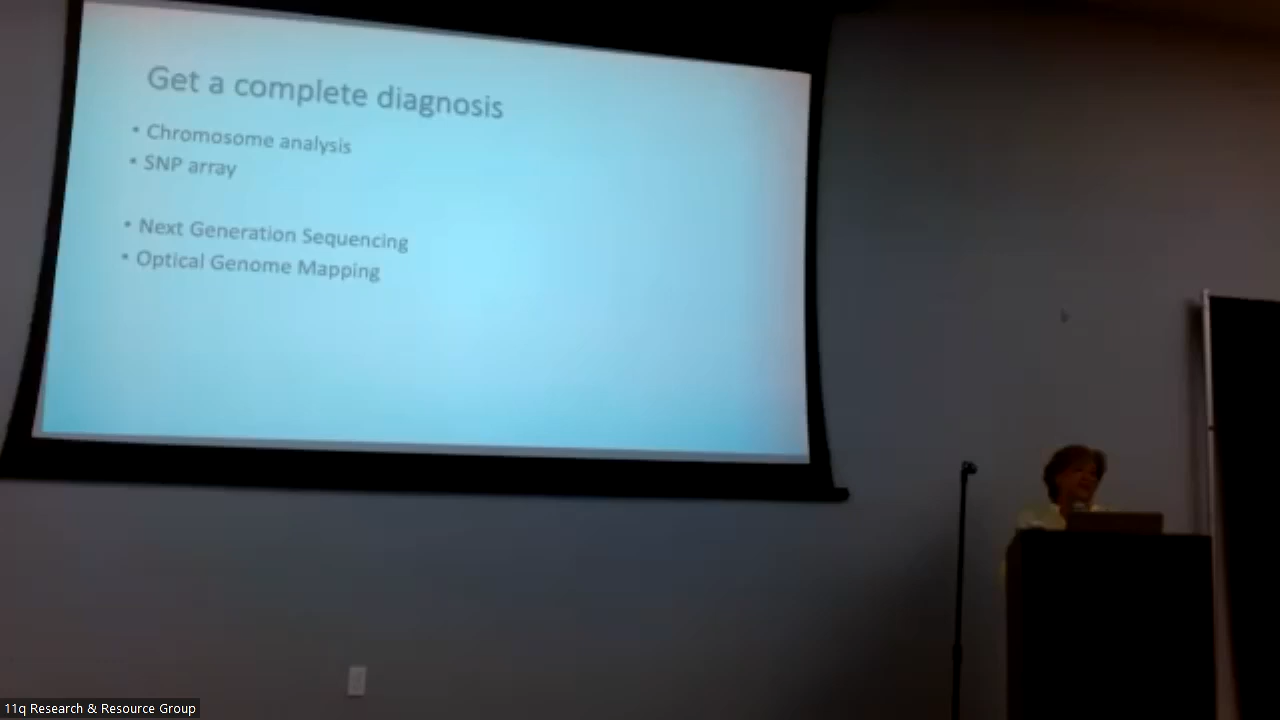 Get a complete diagnosis
• Chromosome analysis
• SNP array
• Next Generation Sequencing
• Optical Genome Mapping
11q Research & Resource Group